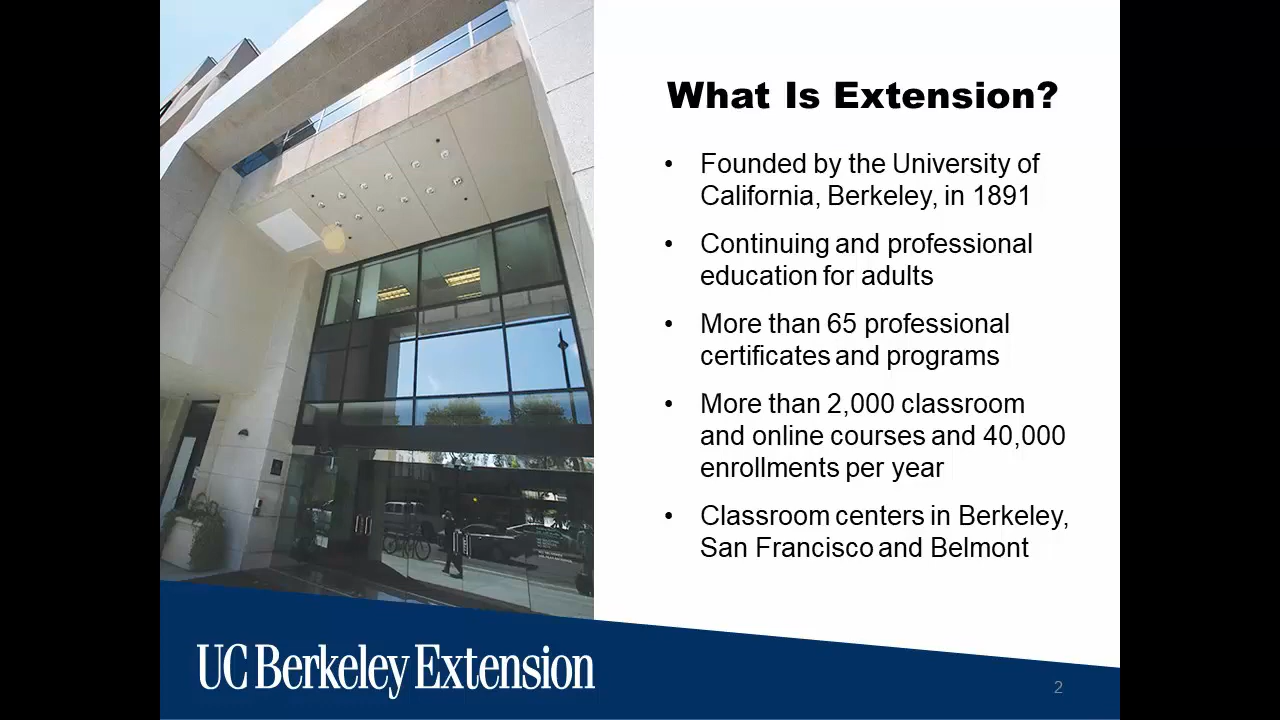 What Is Extension?
• Founded by the University of
California, Berkeley, in 1891
• Continuing and professional
education for adults
• More than 65 professional
certificates and programs
• More than 2,000 classroom
and online courses and 40,000
enrollments per year
• Classroom centers in Berkeley,
San Francisco and Belmont
UC Berkeley Extension
2